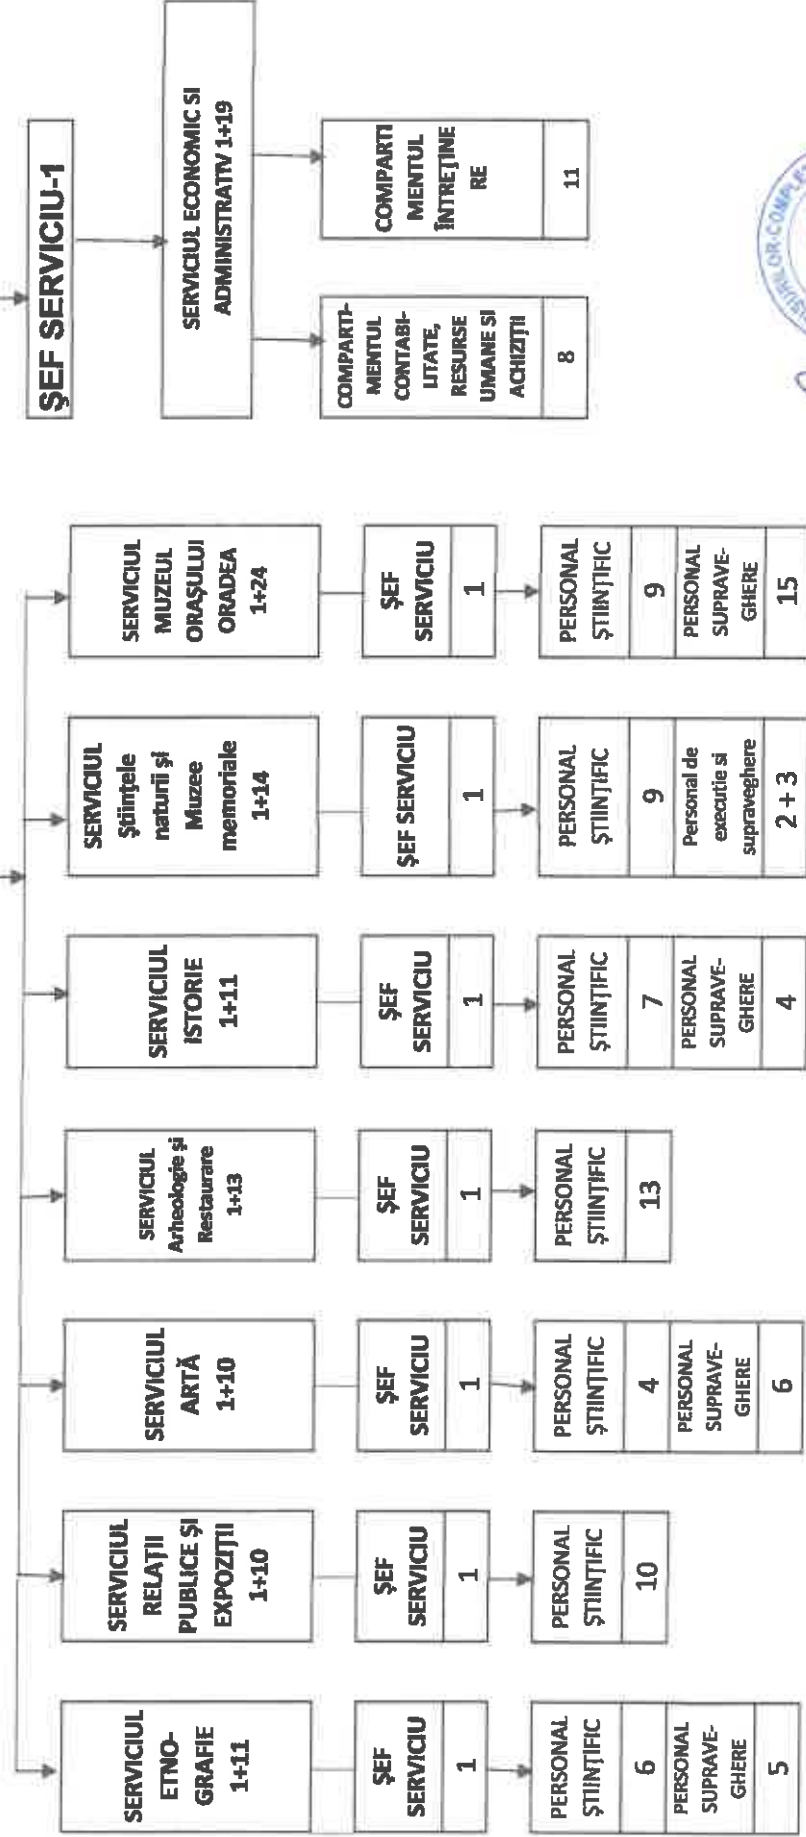 SERVICIUL
ETNO-
GRAFIE
1+11
ŞEF
SERVICIU
1
PERSONAL
ŞTIINŢIFIC
6
PERSONAL
SUPRAVE-
GHERE
5
SERVICIUL
RELAŢII
PUBLICE ŞI
EXPOZIŢII
1+10
ŞEF
SERVICIU
1
PERSONAL
ŞTIINŢIFIC
10
SERVICIUL
ARTĂ
1+10
ŞEF
SERVICIU
1
PERSONAL
ŞTIINŢIFIC
4
PERSONAL
SUPRAVE-
GHERE
6
SERVICIUL
Arheologie şi
Restaurare
1+13
ŞEF
SERVICIU
1
PERSONAL
ŞTIINŢIFIC
13
SERVICIUL
ISTORIE
1+11
ŞEF
SERVICIU
1
PERSONAL
ŞTIINŢIFIC
7
PERSONAL
SUPRAVE-
GHERE
4
SERVICIUL
Ştiinţele
naturii şi
Muzee
memoriale
1+14
ŞEF SERVICIU
1
PERSONAL
ŞTIINŢIFIC
9
Personal de
executie si
supraveghere
2 + 3
SERVICIUL
MUZEUL
ORAŞULUI
ORADEA
1+24
ŞEF
SERVICIU
1
PERSONAL
ŞTIINŢIFIC
9
PERSONAL
SUPRAVE-
GHERE
15
ŞEF SERVICIU-1
SERVICIUL ECONOMIC SI
ADMINISTRATIV 1+19
COMPARTI-
MENTUL
CONTABI-
LITATE,
RESURSE
UMANE SI
ACHIZIŢII
8
COMPARTI
MENTUL
ÎNTREŢINE
RE
11